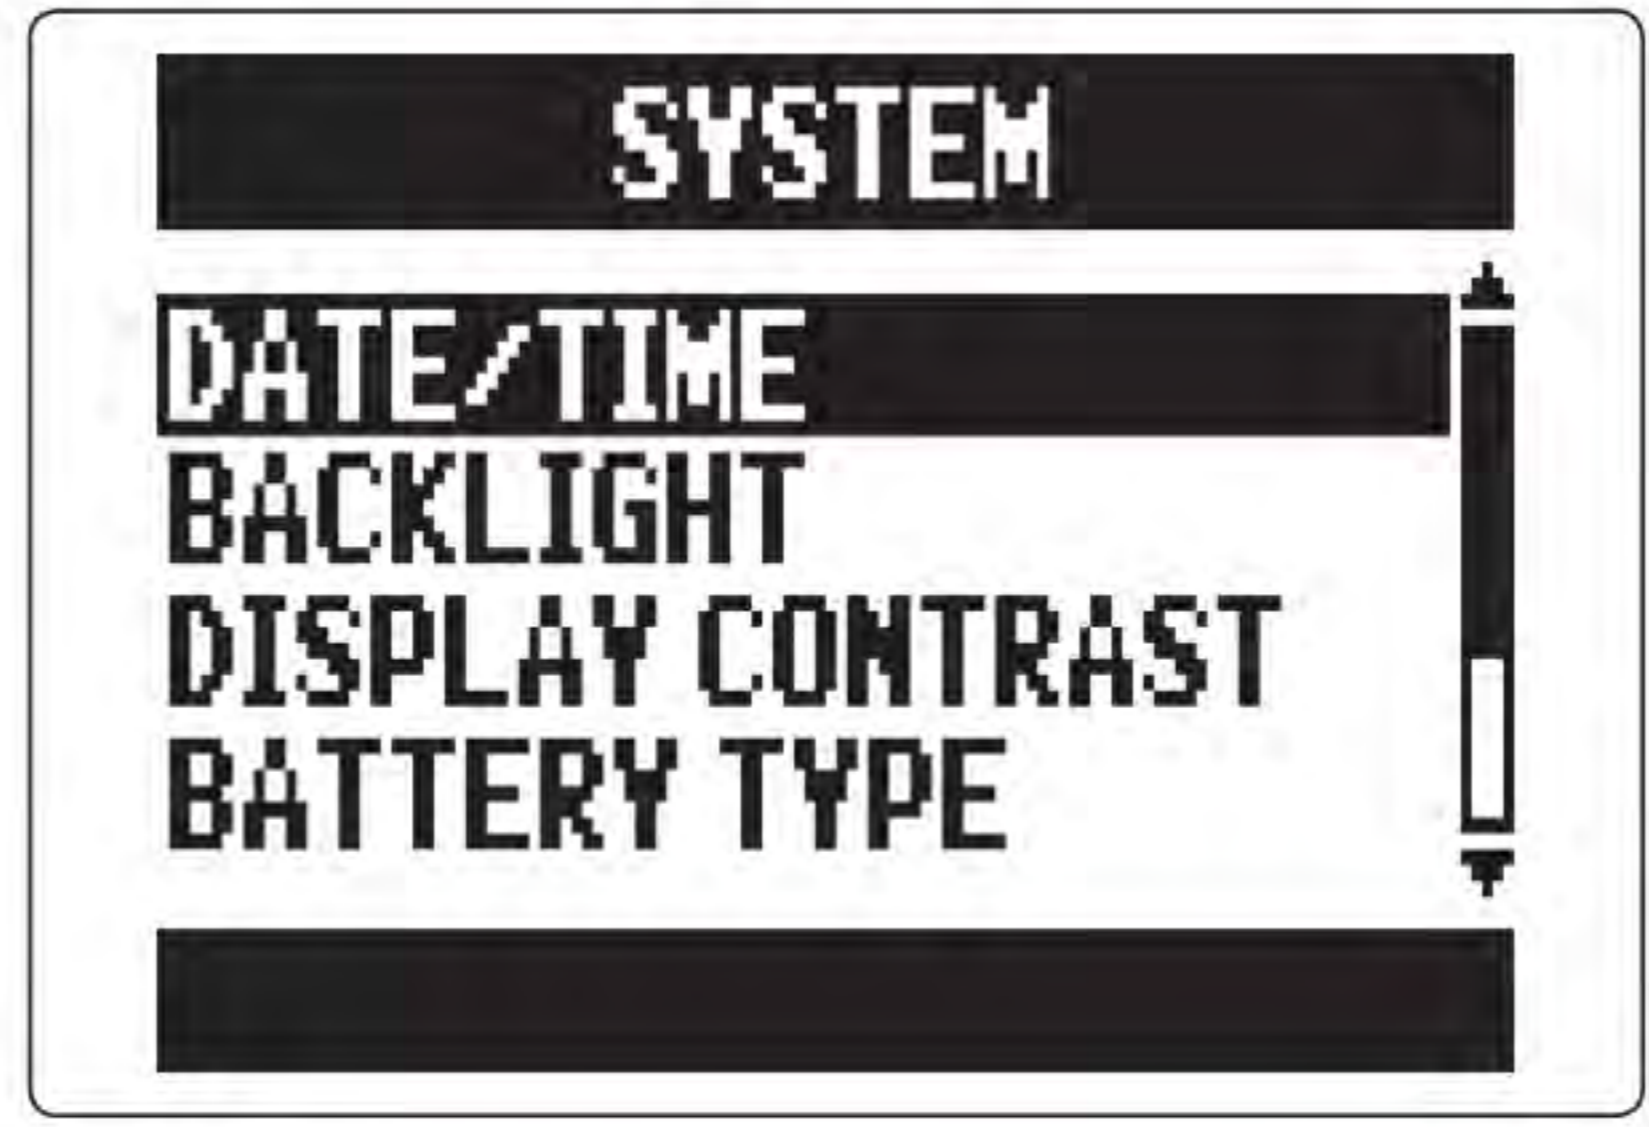 SYSTEM
DATE/TIME
BACKLIGHT
DISPLAY CONTRAST
BATTERY TYPE